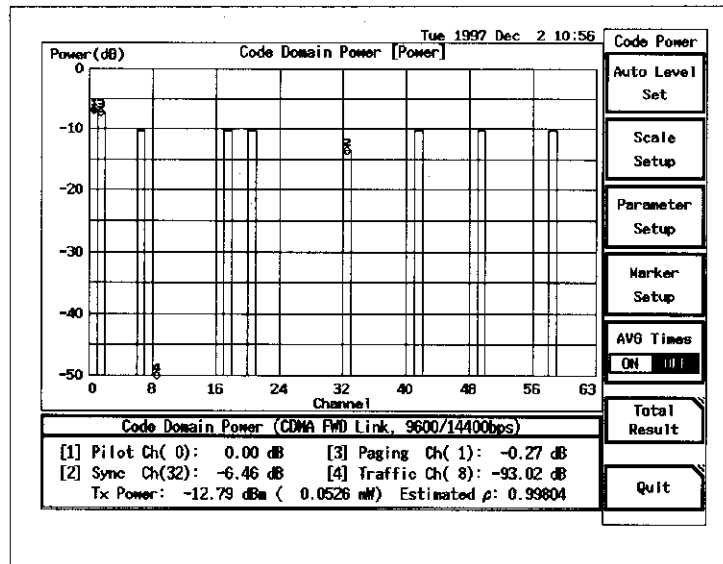 Tue 1997 Dec 2 10:56
Power(dB) Code Domain Power [Power]
0
-10
-20
-30
-40
-50
0 8 16 24 32 40 48 56 63
Channel
Code Domain Power (CDMA FWD Link, 9600/14400bps)
[1] Pilot Ch( 0): 0.00 dB [3] Paging Ch( 1): -0.27 dB
[2] Sync Ch(32): -6.46 dB [4] Traffic Ch( 8): -93.02 dB
Tx Power: -12.79 dBm ( 0.0526 mW) Estimated ρ: 0.99804
Code Power
Auto Level
Set
Scale
Setup
Parameter
Setup
Marker
Setup
AVG Times
ON OFF
Total
Result
Quit